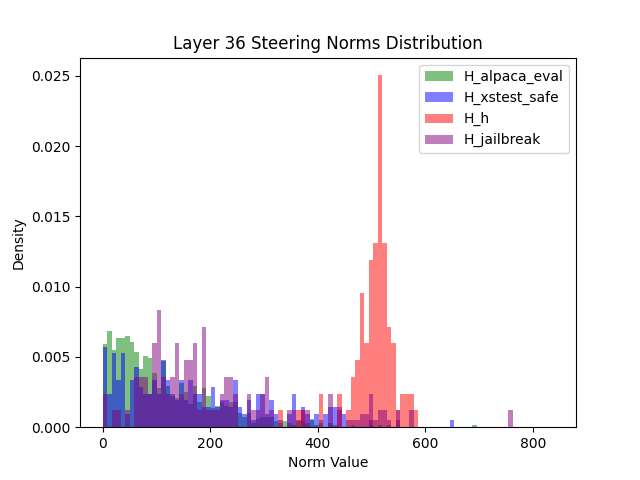 Layer 36 Steering Norms Distribution
H_alpaca_eval
H_xstest_safe
H_h
H_jailbreak
Density
0.025
0.020
0.015
0.010
0.005
0.000
0 200 400 600 800
Norm Value